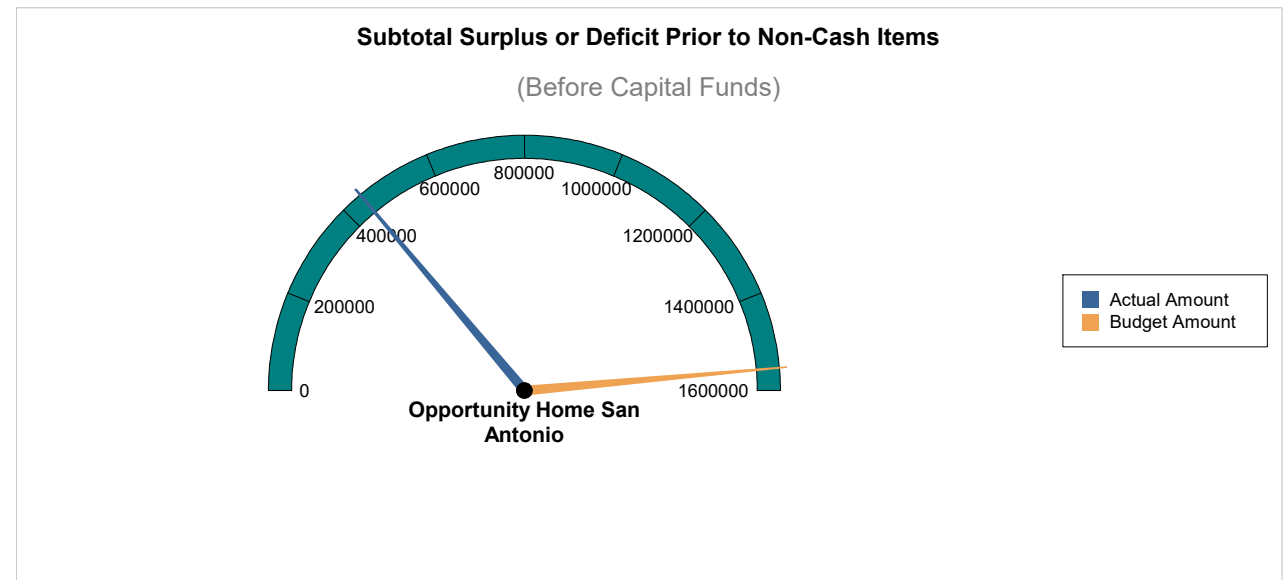 Subtotal Surplus or Deficit Prior to Non-Cash Items
(Before Capital Funds)
800000
600000
1000000
400000
1200000
200000
1400000
0
1600000
Opportunity Home San
Antonio
Actual Amount
Budget Amount